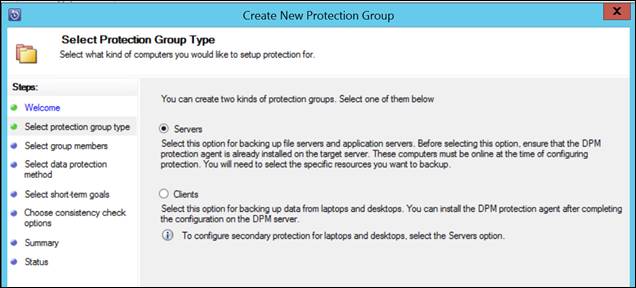 Create New Protection Group
X
Select Protection Group Type
Select what kind of computers you would like to setup protection for.
Steps:
Welcome
Select protection group type
Select group members
Select data protection
method
Select short-term goals
Choose consistency check
options
Summary
Status
You can create two kinds of protection groups. Select one of them below
Servers
Select this option for backing up file servers and application servers. Before selecting this option, ensure that the DPM
protection agent is already installed on the target server. These computers must be online at the time of configuring
protection. You will need to select the specific resources you want to backup.
Clients
Select this option for backing up data from laptops and desktops. You can install the DPM protection agent after completing
the configuration on the DPM server.
To configure secondary protection for laptops and desktops, select the Servers option.